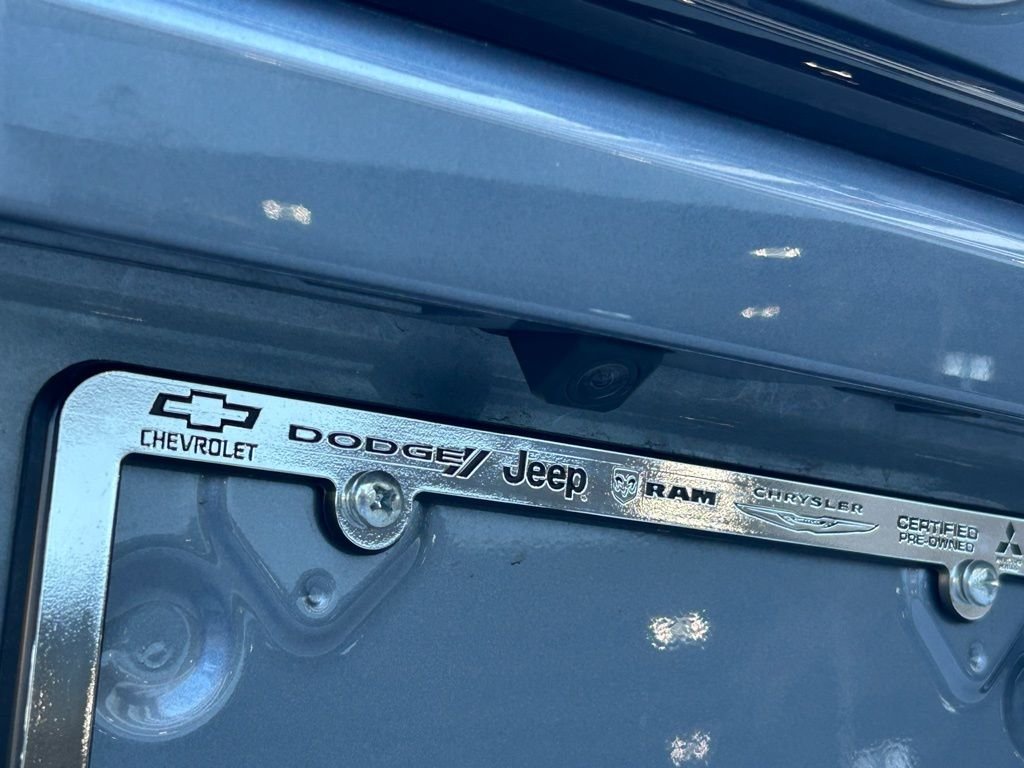 CHEVROLET
DODGE
Jeep
RAM
CHRYSLER
CERTIFIED
PRE-OWNED